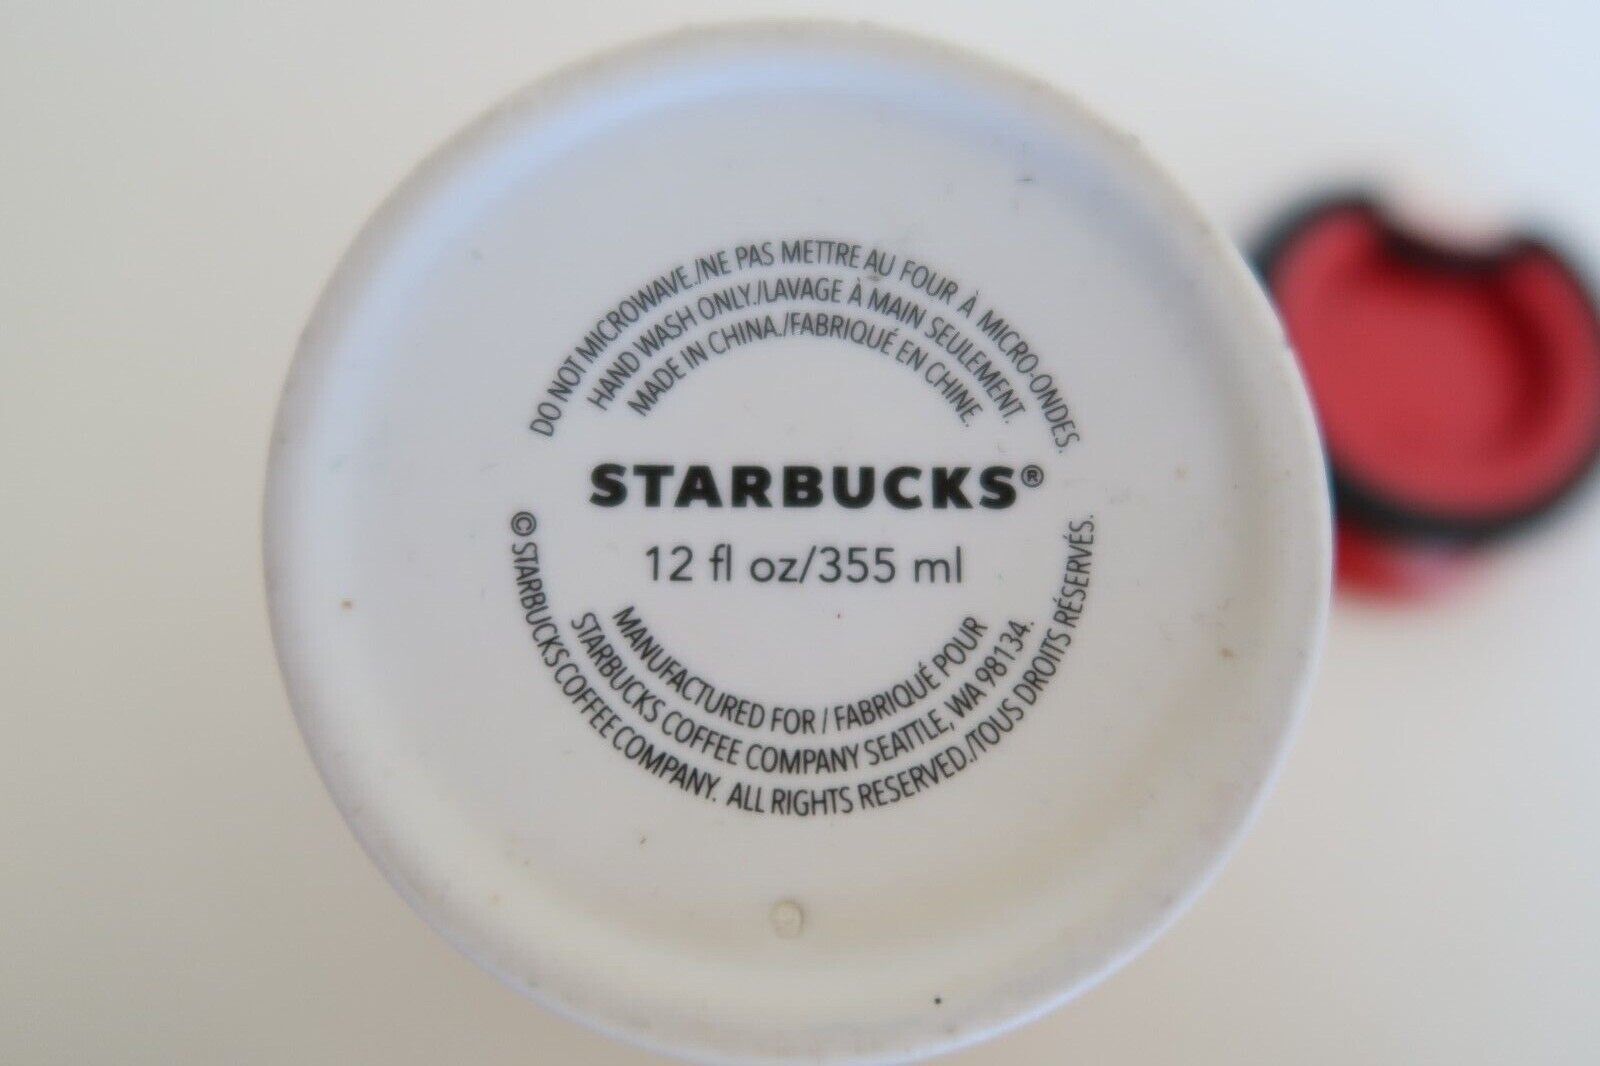 DO NOT MICROWAVE./NE PAS METTRE AU FOUR À MICRO-ONDES.
HAND WASH ONLY./LAVAGE À MAIN SEULEMENT.
MADE IN CHINA./FABRIQUÉ EN CHINE.
STARBUCKS®
12 fl oz/355 ml
MANUFACTURED FOR / FABRIQUÉ POUR
STARBUCKS COFFEE COMPANY SEATTLE, WA 98134.
© STARBUCKS COFFEE COMPANY. ALL RIGHTS RESERVED./TOUS DROITS RÉSERVÉS.